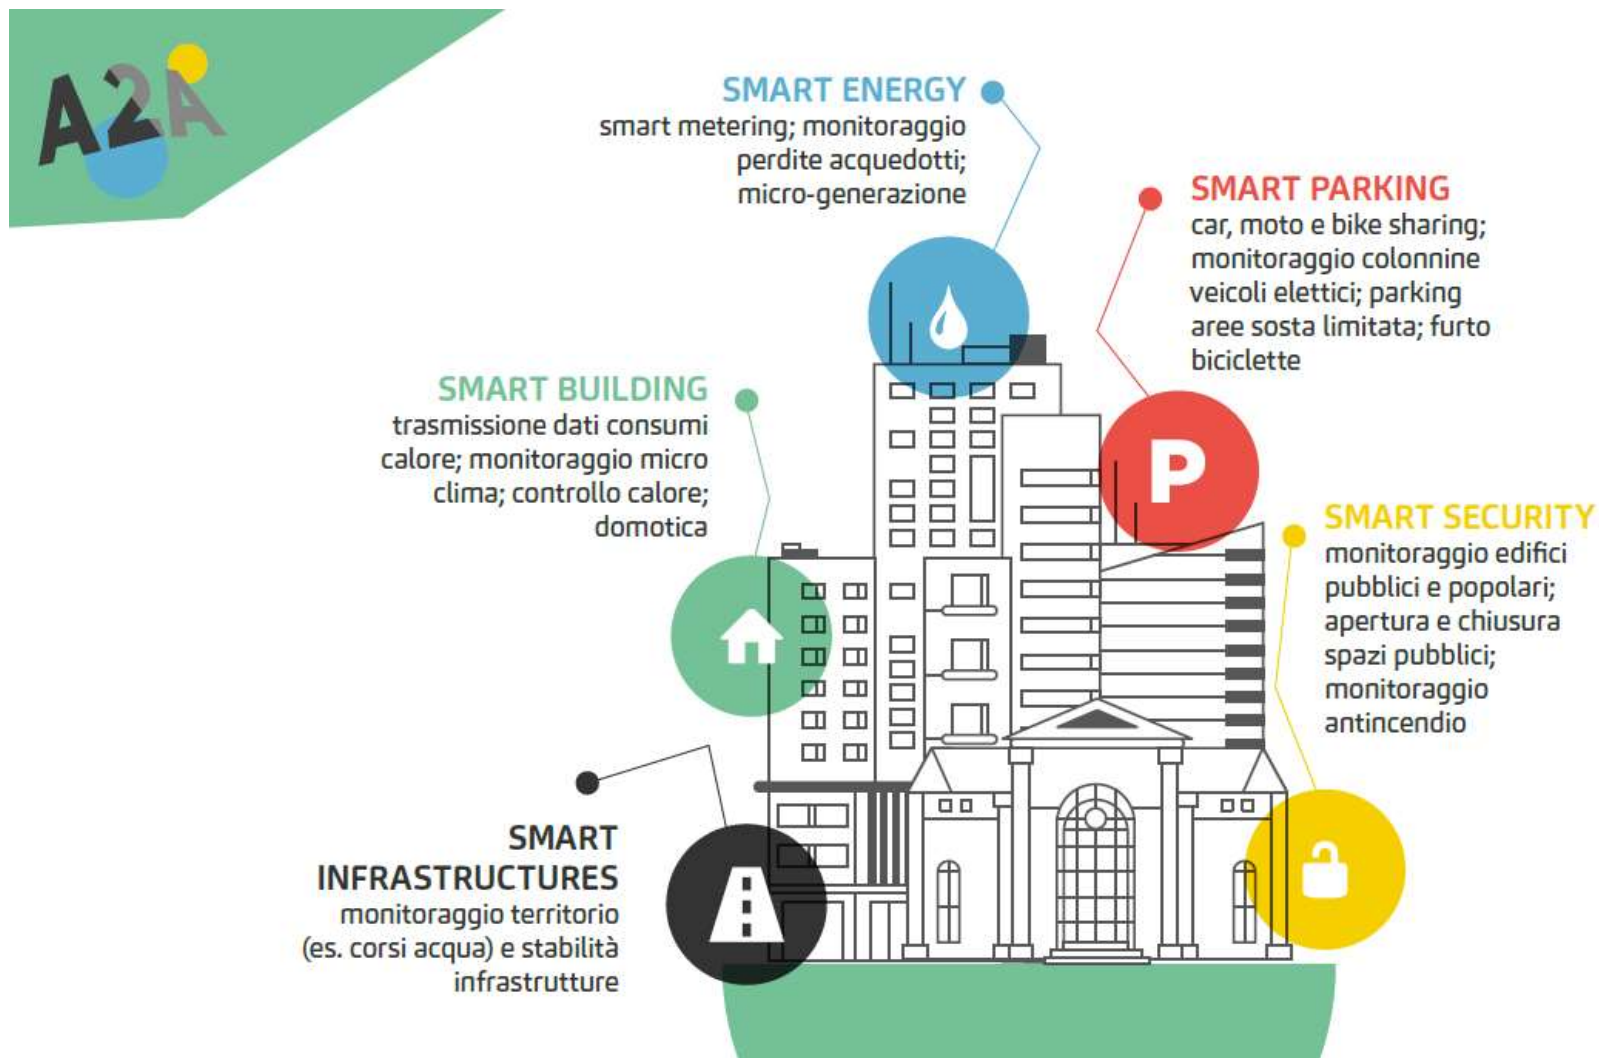 A2A
SMART ENERGY
smart metering; monitoraggio
perdite acquedotti;
micro-generazione
SMART PARKING
car, moto e bike sharing;
monitoraggio colonnine
veicoli elettici; parking
aree sosta limitata; furto
biciclette
P
SMART BUILDING
trasmissione dati consumi
calore; monitoraggio micro
clima; controllo calore;
domotica
SMART SECURITY
monitoraggio edifici
pubblici e popolari;
apertura e chiusura
spazi pubblici;
monitoraggio
antincendio
SMART
INFRASTRUCTURES
monitoraggio territorio
(es. corsi acqua) e stabilità
infrastrutture